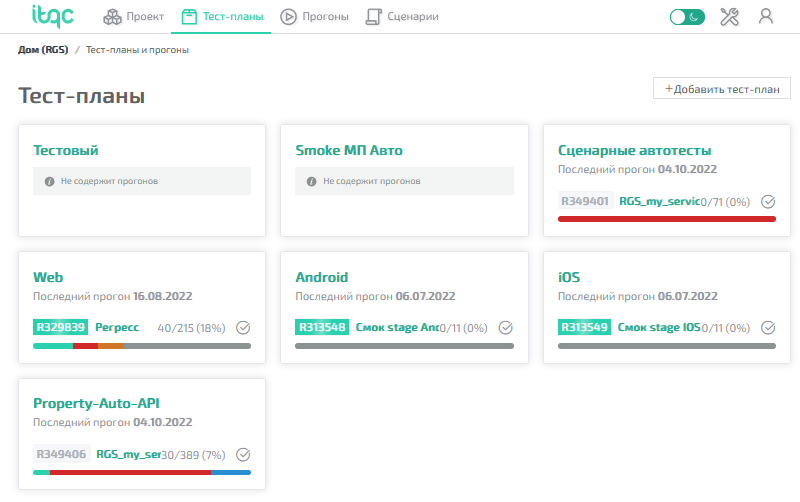 itqc
Проект
Тест-планы
Прогоны
Сценарии
Дом (RGS) / Тест-планы и прогоны
Тест-планы
+Добавить тест-план
Тестовый
Не содержит прогонов
Smoke МП Авто
Не содержит прогонов
Сценарные автотесты
Последний прогон 04.10.2022
R349401 RGS_my_servic 0/71 (0%)
Web
Последний прогон 16.08.2022
R329839 Регресс 40/215 (18%)
Android
Последний прогон 06.07.2022
R313548 Смок stage And 0/11 (0%)
iOS
Последний прогон 06.07.2022
R313549 Смок stage IOS 0/11 (0%)
Property-Auto-API
Последний прогон 04.10.2022
R349406 RGS_my_ser 30/389 (7%)